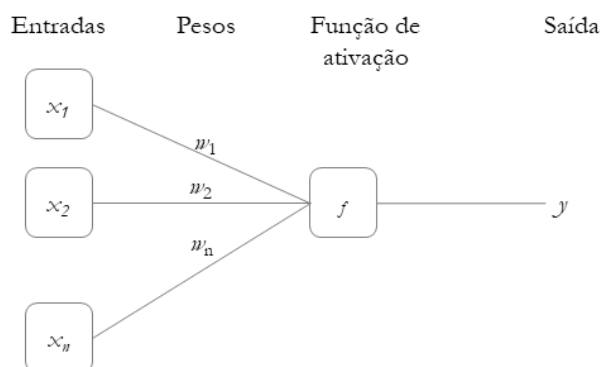 Entradas Pesos Função de ativação Saída
x1
w1
x2 w2 f y
wn
xn